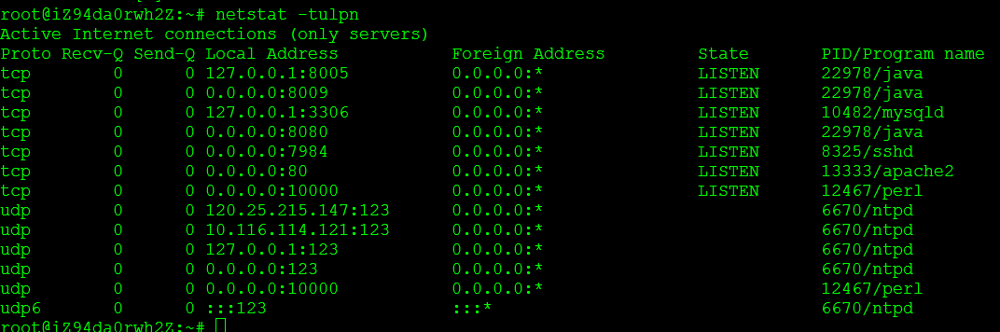 root@iZ94da0rwh2Z:~# netstat -tulpn
Active Internet connections (only servers)
Proto Recv-Q Send-Q Local Address           Foreign Address         State       PID/Program name
tcp        0      0 127.0.0.1:8005          0.0.0.0:*               LISTEN      22978/java
tcp        0      0 0.0.0.0:8009            0.0.0.0:*               LISTEN      22978/java
tcp        0      0 127.0.0.1:3306          0.0.0.0:*               LISTEN      10482/mysqld
tcp        0      0 0.0.0.0:8080            0.0.0.0:*               LISTEN      22978/java
tcp        0      0 0.0.0.0:7984            0.0.0.0:*               LISTEN      8325/sshd
tcp        0      0 0.0.0.0:80              0.0.0.0:*               LISTEN      13333/apache2
tcp        0      0 0.0.0.0:10000           0.0.0.0:*               LISTEN      12467/perl
udp        0      0 120.25.215.147:123      0.0.0.0:*                           6670/ntpd
udp        0      0 10.116.114.121:123      0.0.0.0:*                           6670/ntpd
udp        0      0 127.0.0.1:123           0.0.0.0:*                           6670/ntpd
udp        0      0 0.0.0.0:123             0.0.0.0:*                           6670/ntpd
udp        0      0 0.0.0.0:10000           0.0.0.0:*                           12467/perl
udp6       0      0 :::123                  :::*                                6670/ntpd
root@iZ94da0rwh2Z:~#